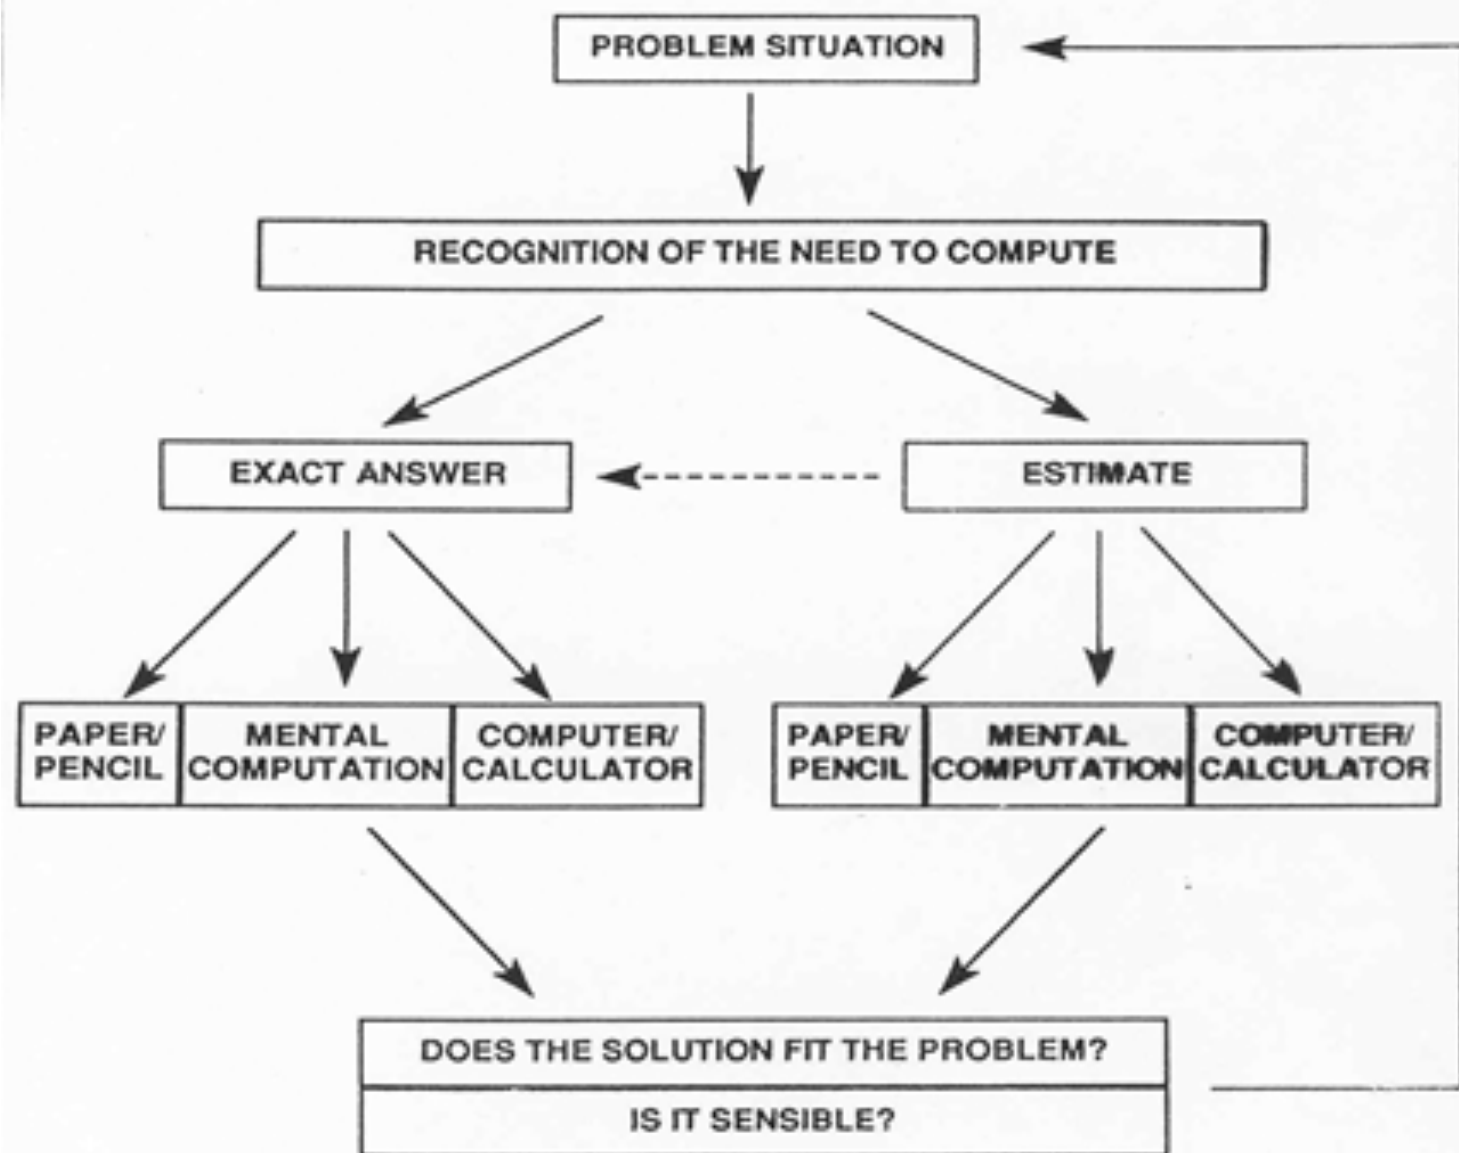 PROBLEM SITUATION
RECOGNITION OF THE NEED TO COMPUTE
EXACT ANSWER
ESTIMATE
PAPER/
PENCIL
MENTAL
COMPUTATION
COMPUTER/
CALCULATOR
PAPER/
PENCIL
MENTAL
COMPUTATION
COMPUTER/
CALCULATOR
DOES THE SOLUTION FIT THE PROBLEM?
IS IT SENSIBLE?